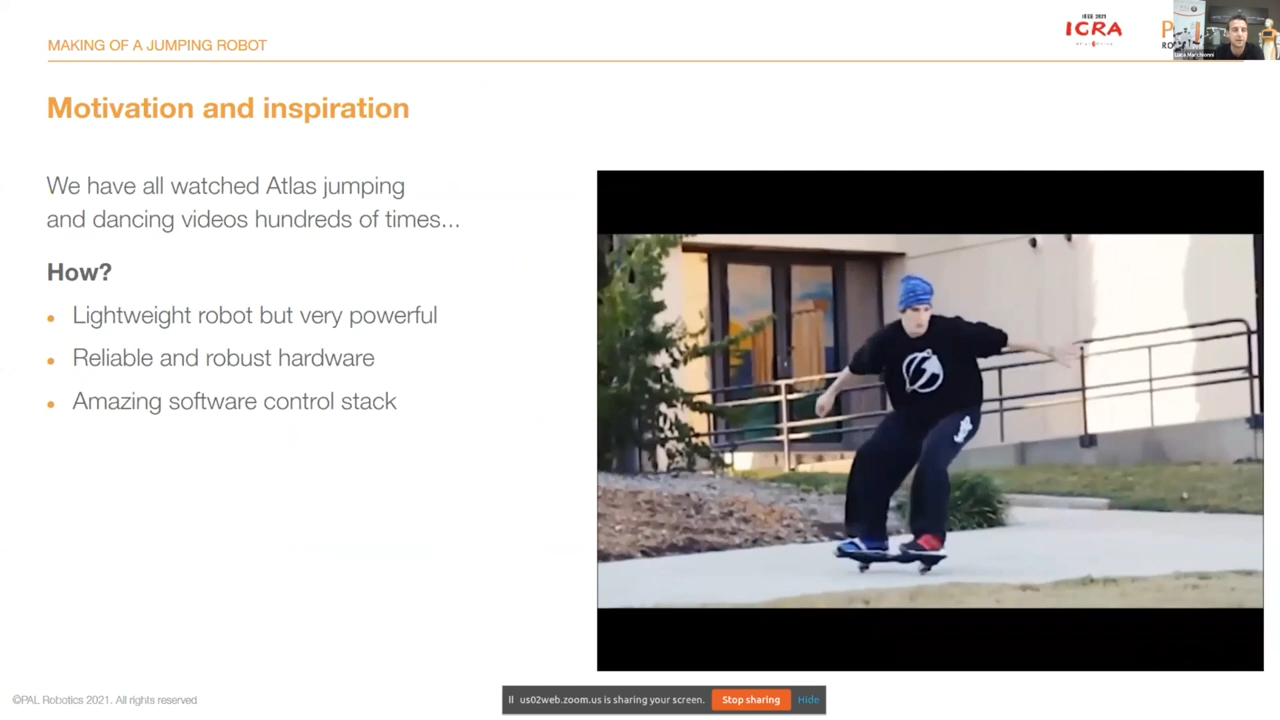 MAKING OF A JUMPING ROBOT
IEEE 2021
ICRA
Motivation and inspiration
We have all watched Atlas jumping
and dancing videos hundreds of times...
How?
Lightweight robot but very powerful
Reliable and robust hardware
Amazing software control stack
©PAL Robotics 2021. All rights reserved
us02web.zoom.us is sharing your screen.
Stop sharing
Hide